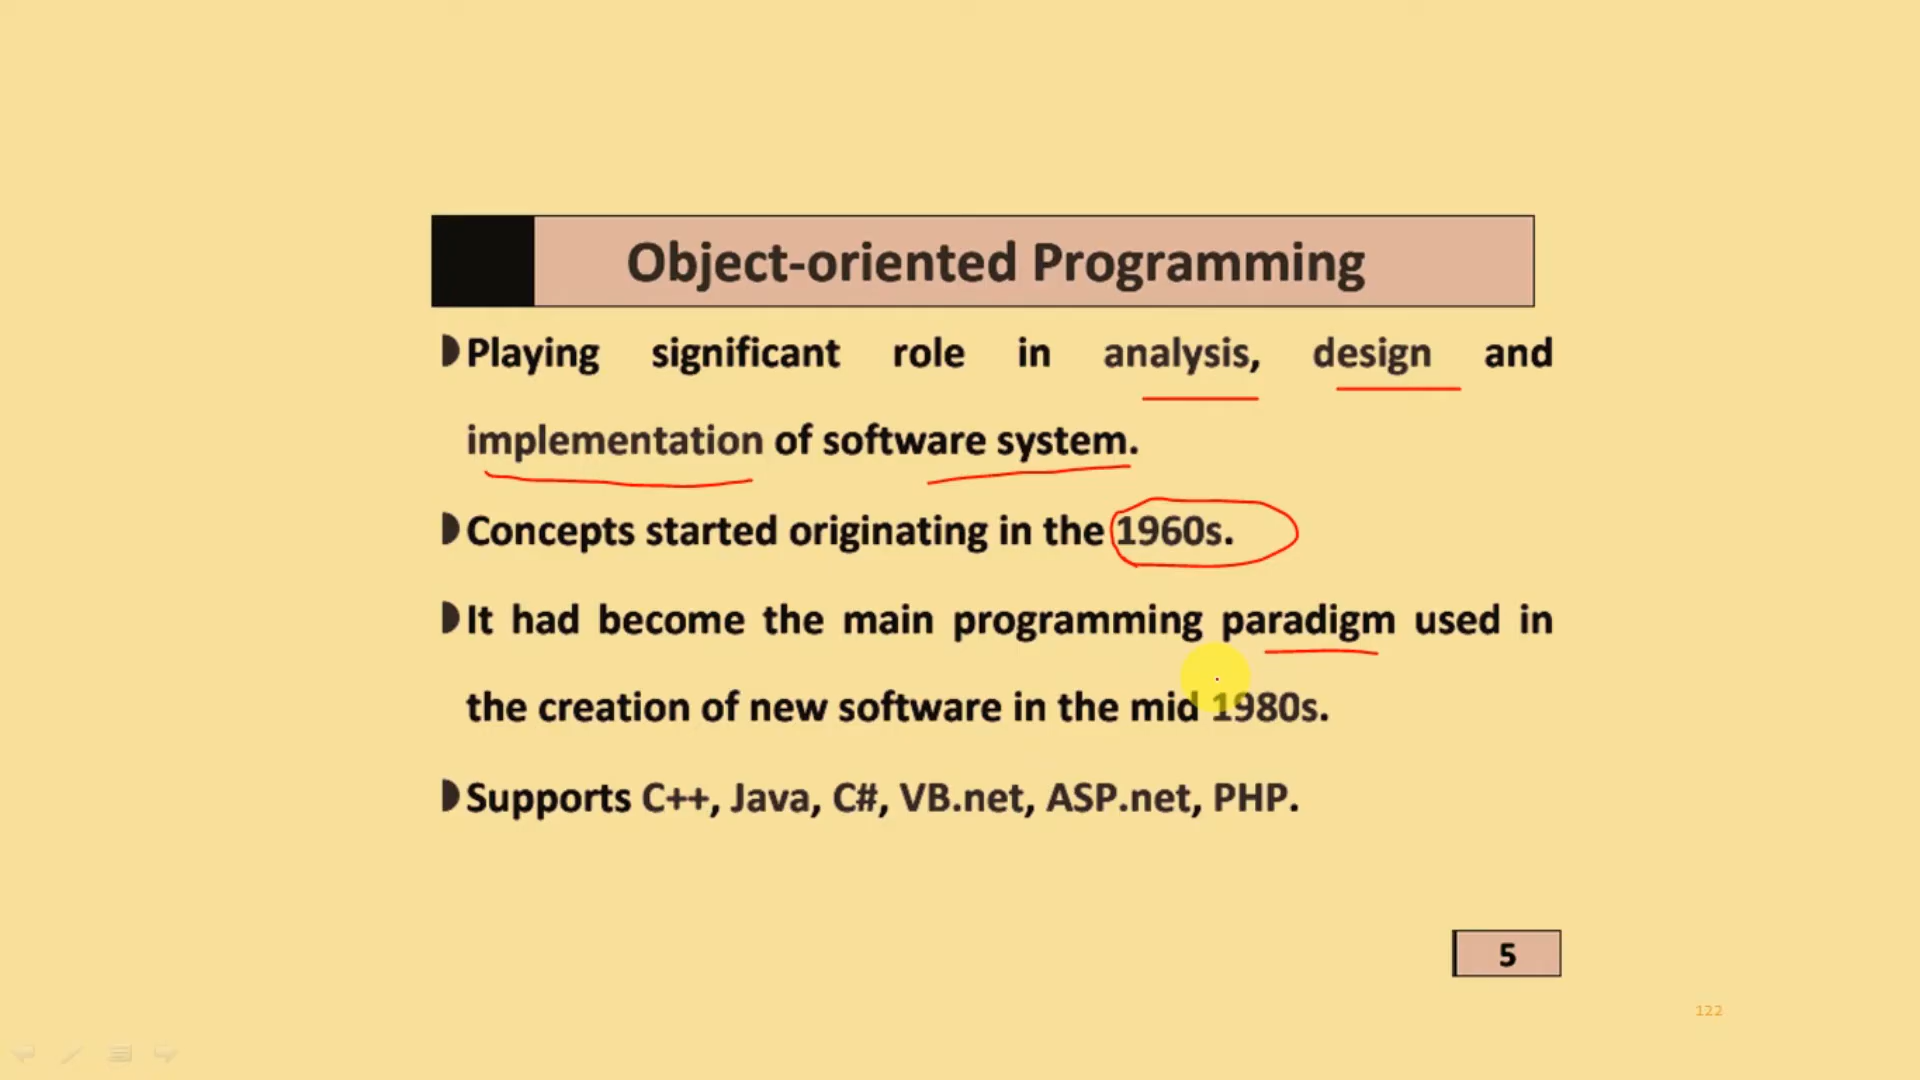 Object-oriented Programming
Playing significant role in analysis, design and
implementation of software system.
Concepts started originating in the 1960s.
It had become the main programming paradigm used in
the creation of new software in the mid 1980s.
Supports C++, Java, C#, VB.net, ASP.net, PHP.
5
122